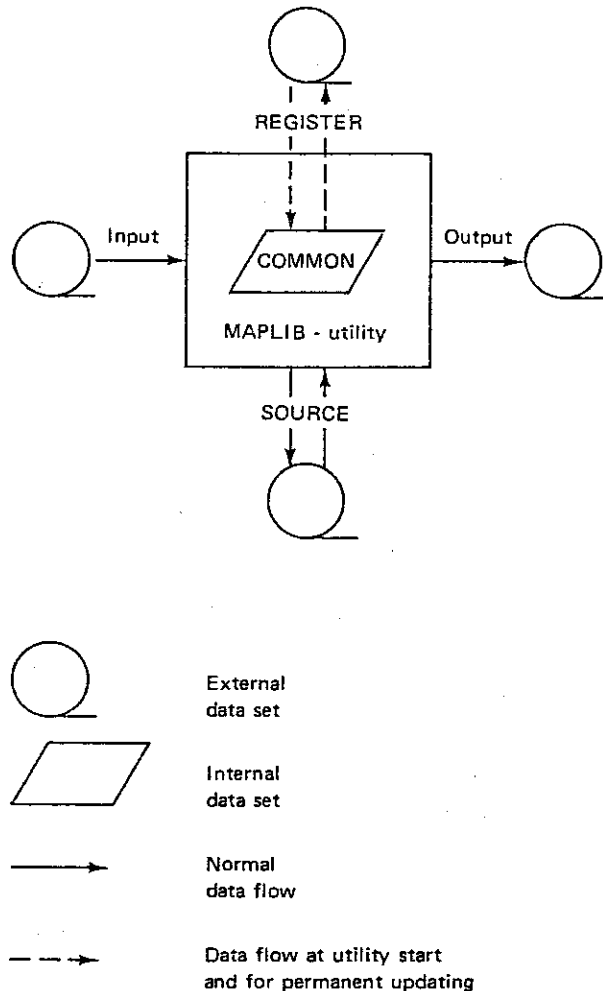 REGISTER
Input
Output
COMMON
MAPLIB - utility
SOURCE
External
data set
Internal
data set
Normal
data flow
Data flow at utility start
and for permanent updating